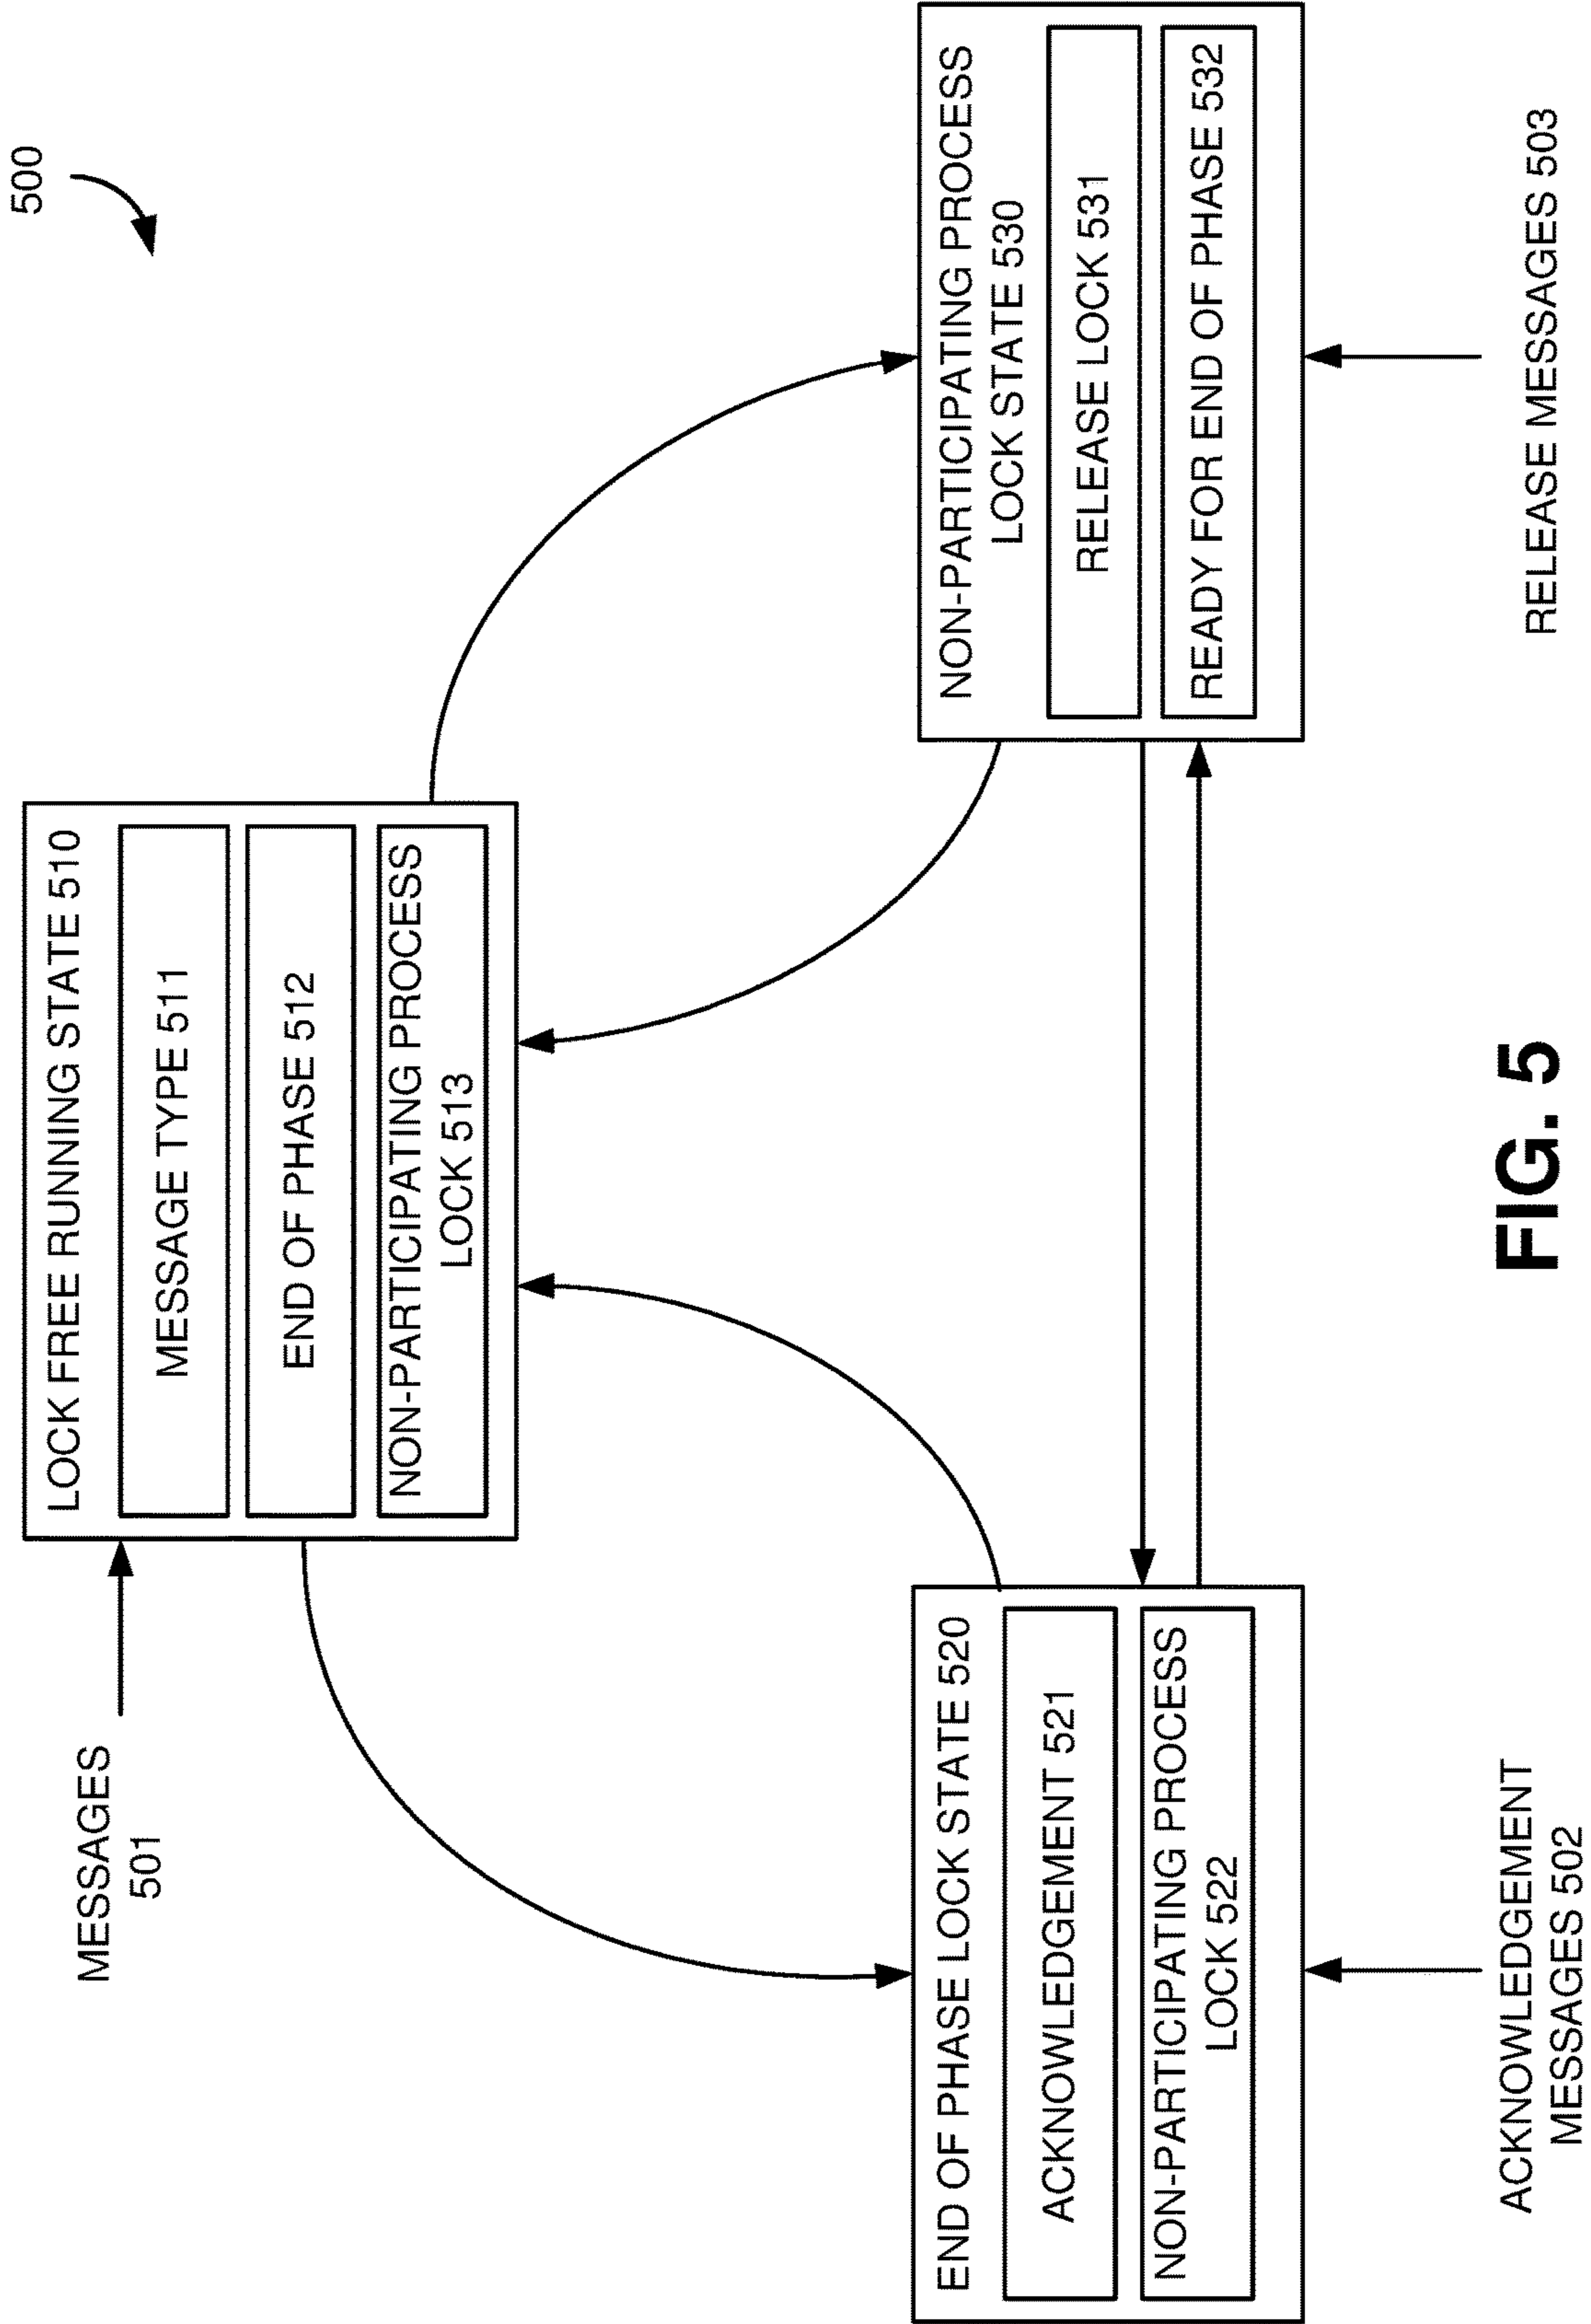 500
MESSAGES
501
LOCK FREE RUNNING STATE 510
MESSAGE TYPE 511
END OF PHASE 512
NON-PARTICIPATING PROCESS
LOCK 513
END OF PHASE LOCK STATE 520
ACKNOWLEDGEMENT 521
NON-PARTICIPATING PROCESS
LOCK 522
NON-PARTICIPATING PROCESS
LOCK STATE 530
RELEASE LOCK 531
READY FOR END OF PHASE 532
ACKNOWLEDGEMENT
MESSAGES 502
RELEASE MESSAGES 503
FIG. 5